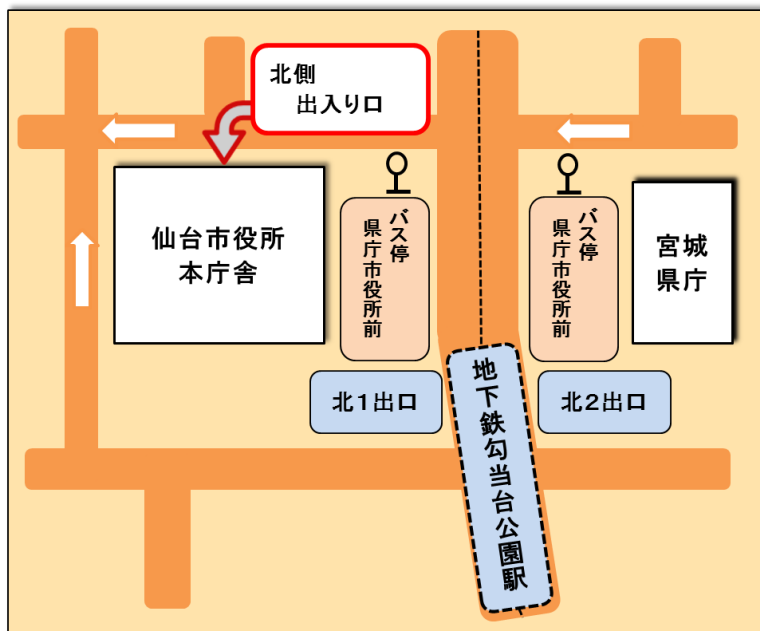 北側
出入り口
仙台市役所
本庁舎
バス停
県庁市役所前
バス停
県庁市役所前
宮城
県庁
北1出口
地下鉄勾当台公園駅
北2出口